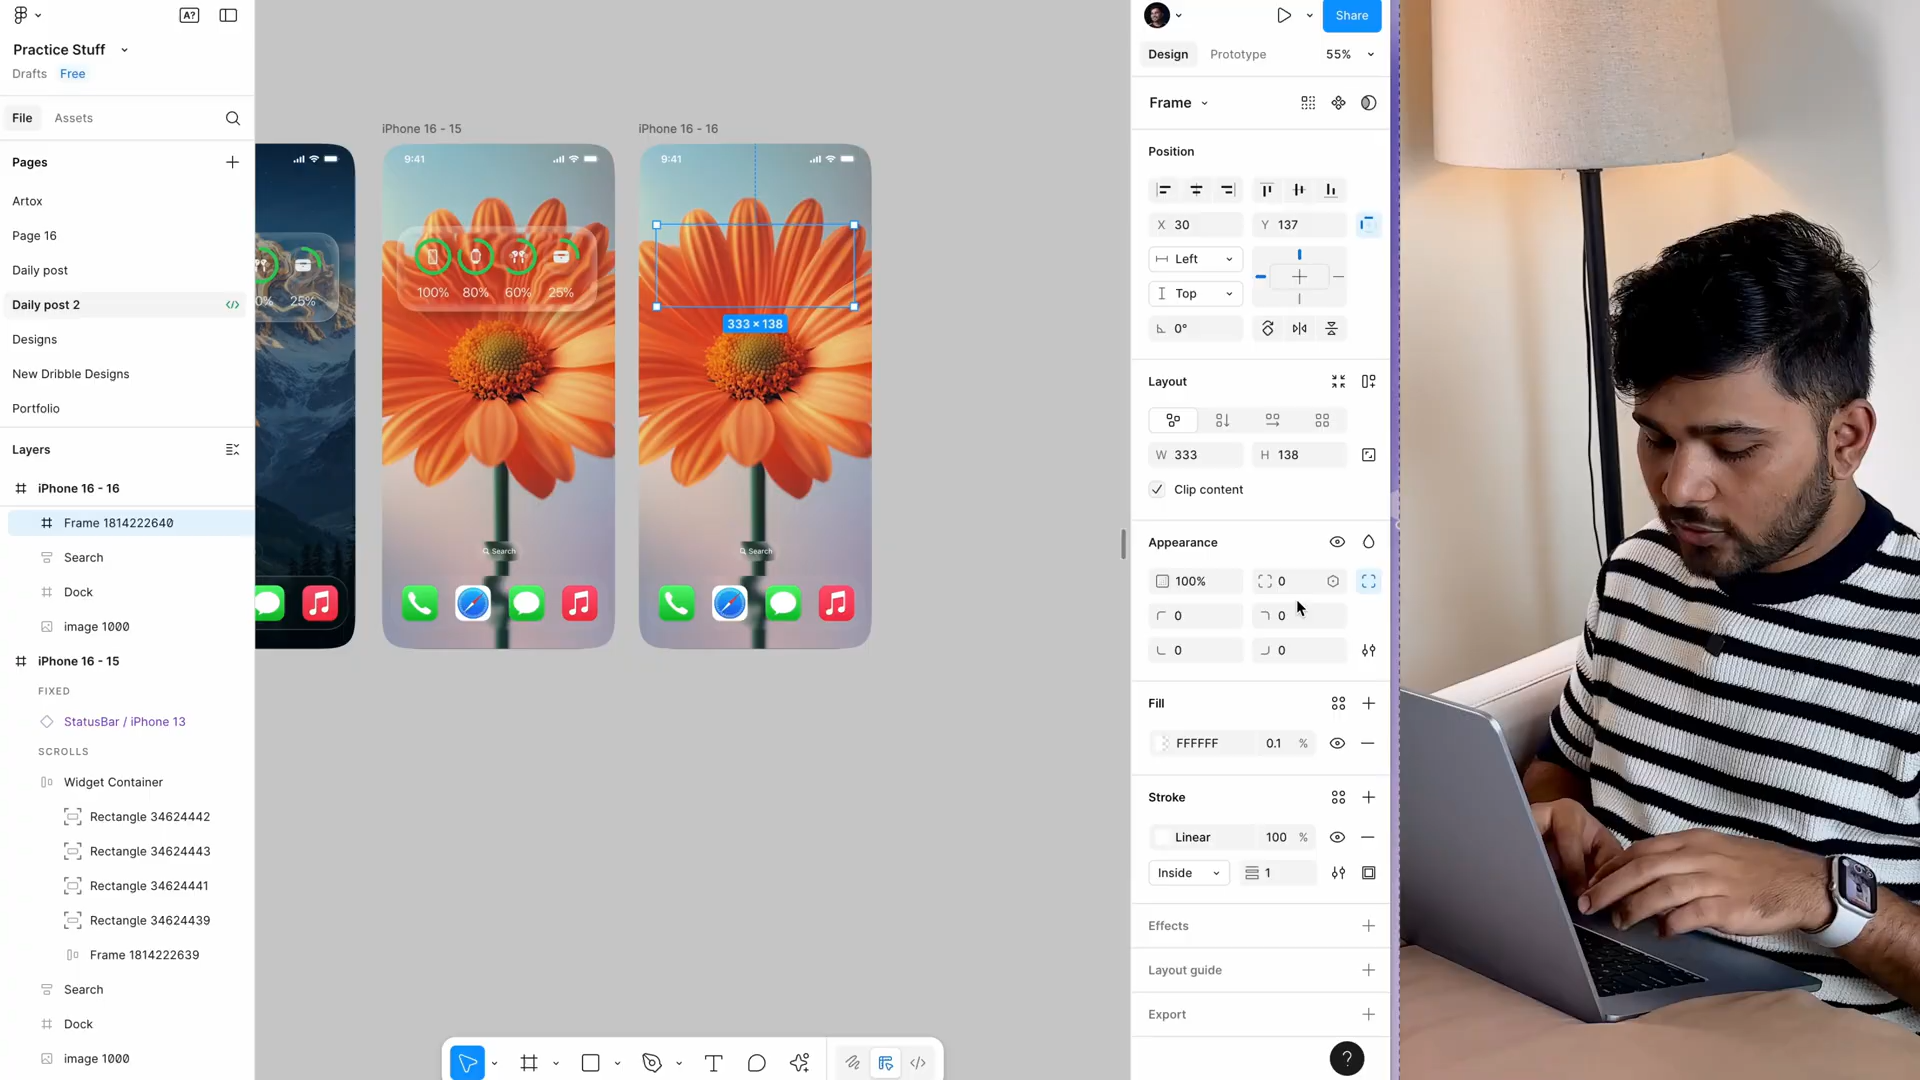 A?
Practice Stuff
Drafts Free
File Assets
Pages
Artox
Page 16
Daily post
Daily post 2
Designs
New Dribble Designs
Portfolio
Layers
iPhone 16 - 16
Frame 1814222640
Search
Dock
image 1000
iPhone 16 - 15
FIXED
StatusBar / iPhone 13
SCROLLS
Widget Container
Rectangle 34624442
Rectangle 34624443
Rectangle 34624441
Rectangle 34624439
Frame 1814222639
Search
Dock
image 1000
0% 25%
iPhone 16 - 15
9:41
100% 80% 60% 25%
Search
iPhone 16 - 16
9:41
333 × 138
Search
Share
Design Prototype 55%
Frame
Position
X 30 Y 137
Left
Top
0°
Layout
W 333 H 138
Clip content
Appearance
100% 0
0 0
0 0
Fill
FFFFFF 0.1 %
Stroke
Linear 100 %
Inside 1
Effects
Layout guide
Export
?